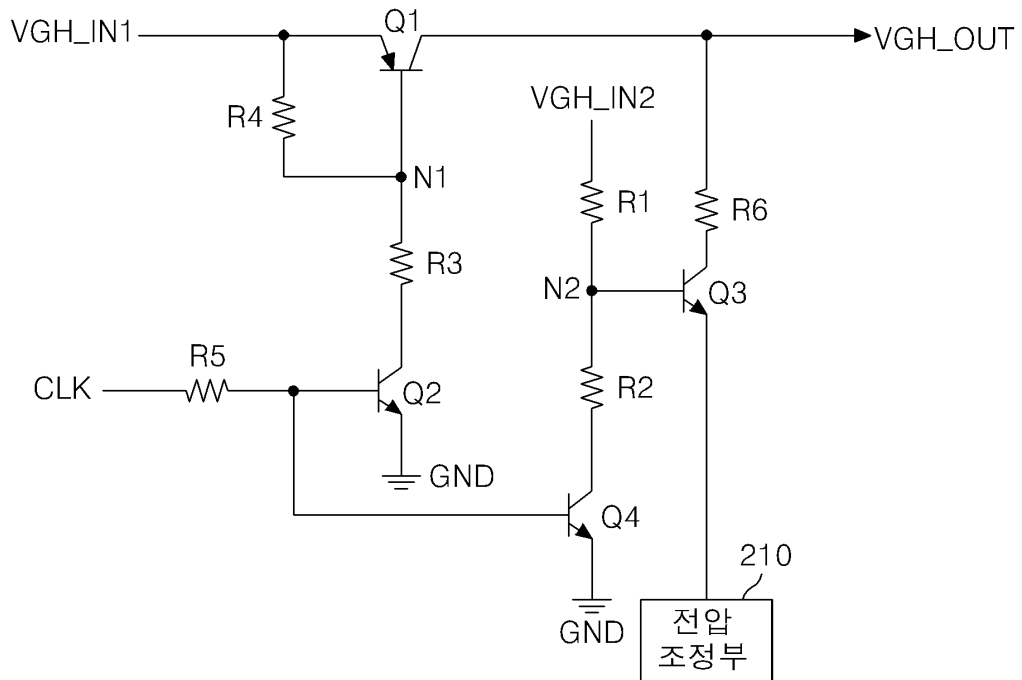 Q1
VGH_IN1
VGH_OUT
VGH_IN2
R4
N1
R1
R6
R3
N2
Q3
R5
CLK
Q2
R2
GND
Q4
210
GND
전압
조정부